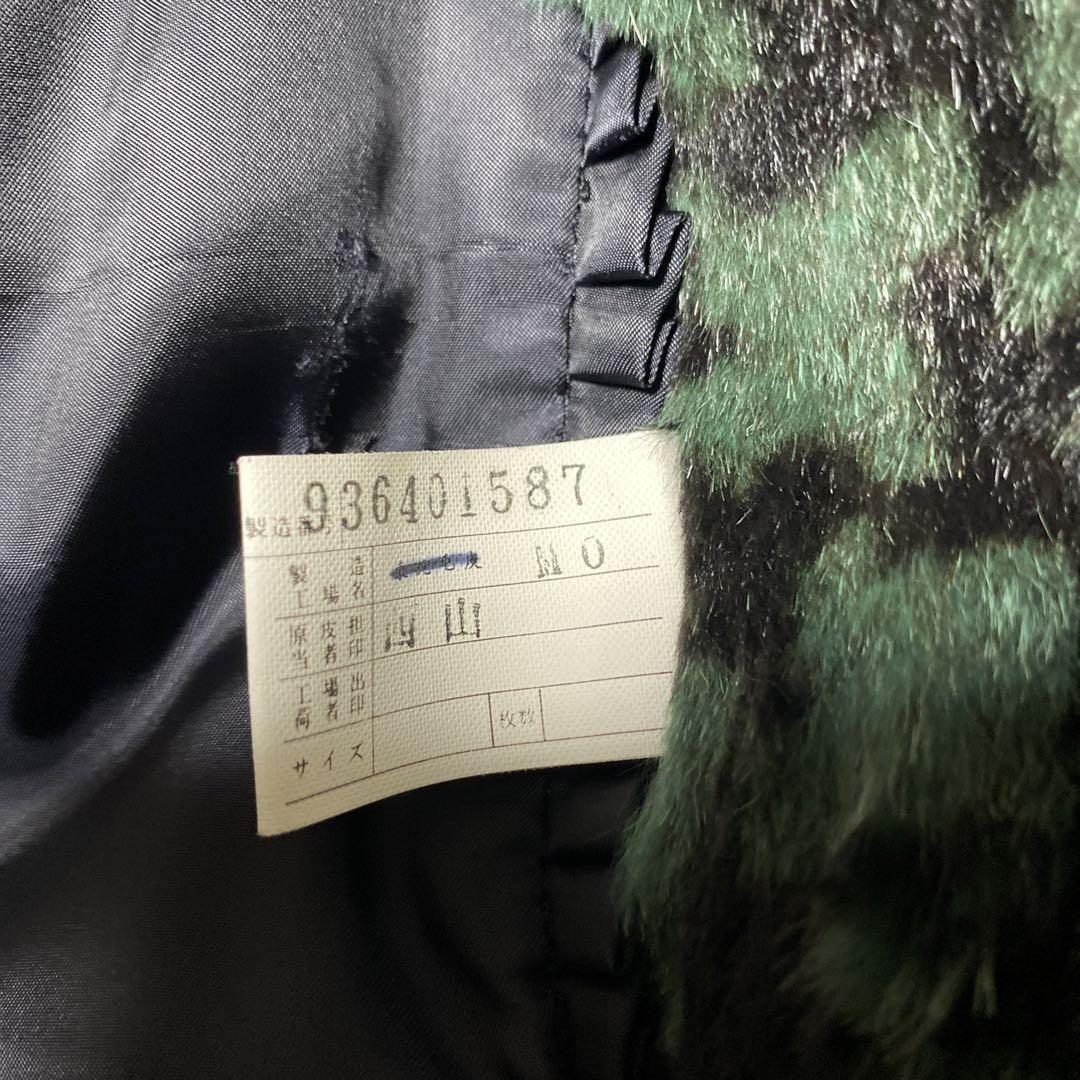 936401587
製造番号
製造工場名 MO
原皮担当者印 西山
工場出荷者印
サイズ 枚数